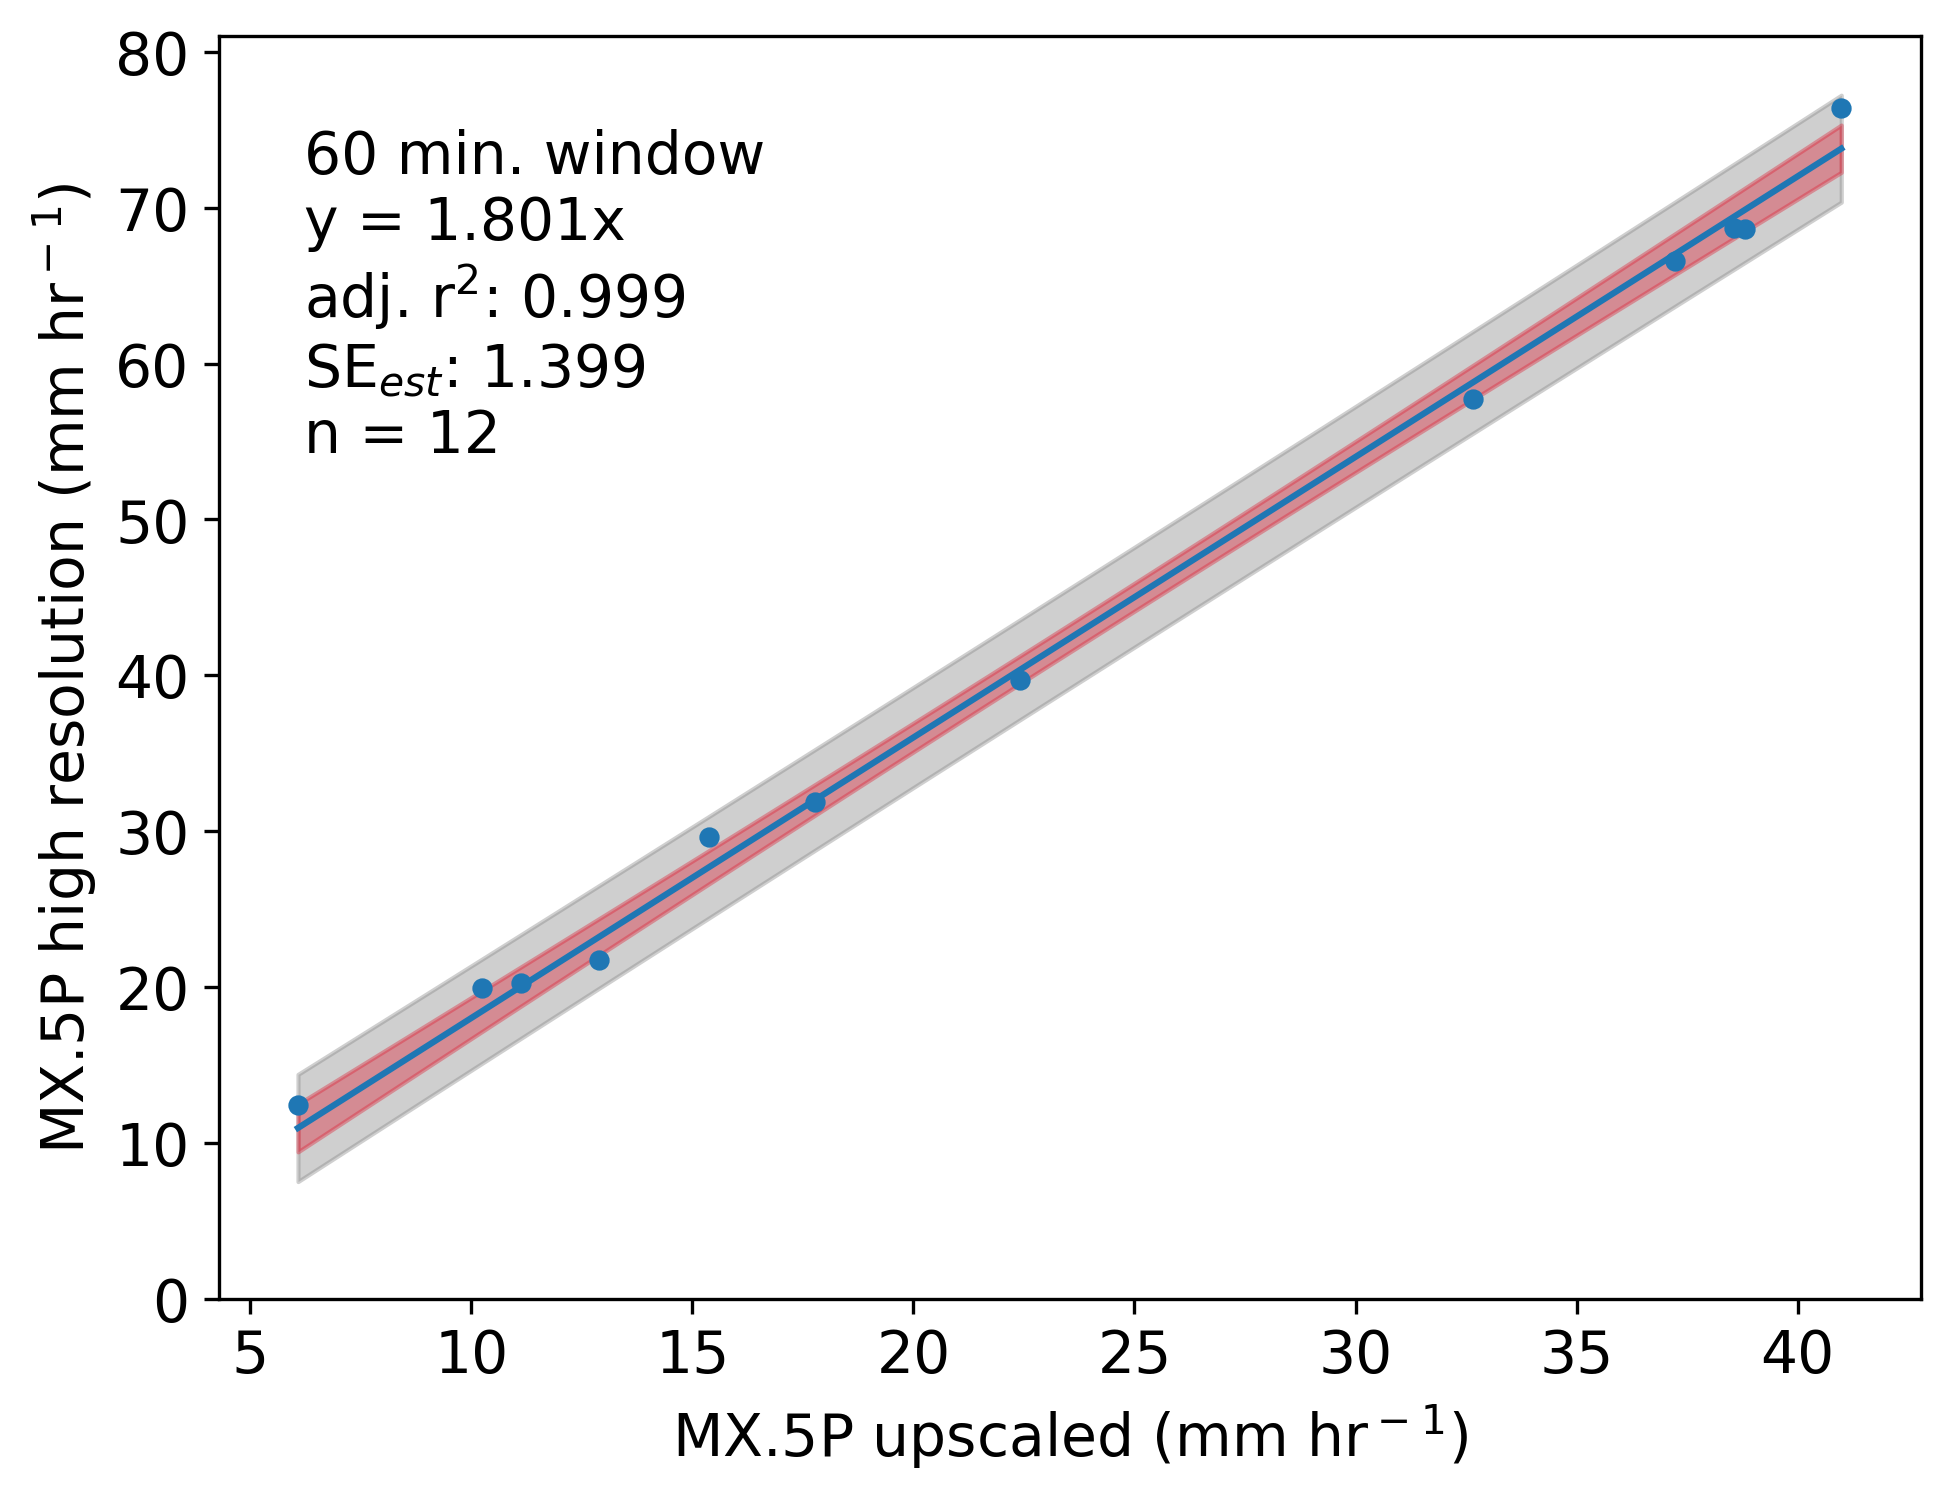 60 min. window
y = 1.801x
adj. r²: 0.999
SEₑₛₜ: 1.399
n = 12
MX.5P high resolution (mm hr⁻¹)
80
70
60
50
40
30
20
10
0
5 10 15 20 25 30 35 40
MX.5P upscaled (mm hr⁻¹)